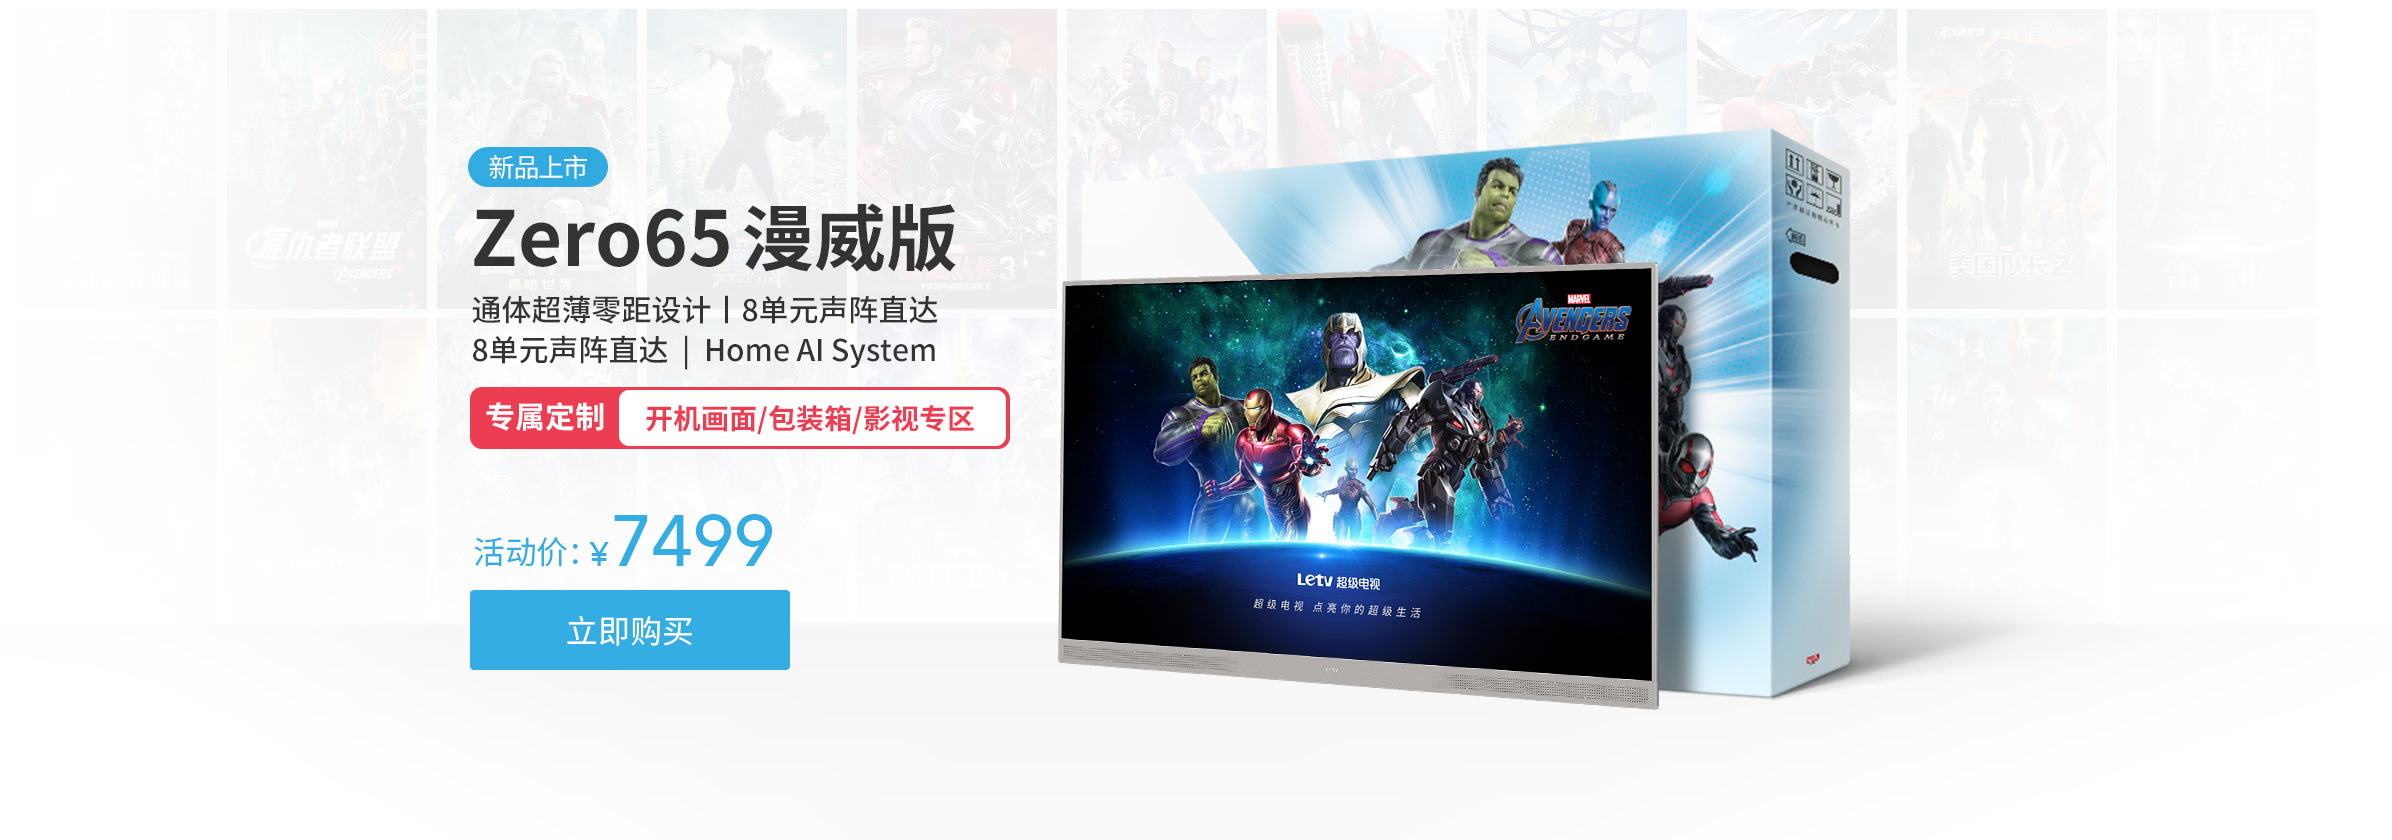 新品上市
Zero65 漫威版
通体超薄零距设计丨8单元声阵直达
8单元声阵直达 | Home AI System
专属定制 开机画面/包装箱/影视专区
活动价：¥7499
立即购买
MARVEL
AVENGERS
ENDGAME
Letv 超级电视
超级电视 点亮你的超级生活
复仇者联盟
AVENGERS
黑暗世界
美国队长2